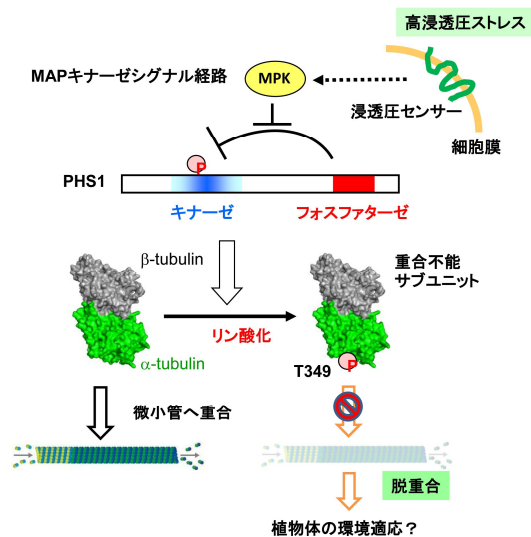 高浸透圧ストレス
MAPキナーゼシグナル経路
MPK
浸透圧センサー
細胞膜
P
PHS1
キナーゼ
フォスファターゼ
β-tubulin
重合不能
サブユニット
リン酸化
α-tubulin
T349
P
微小管へ重合
脱重合
植物体の環境適応？